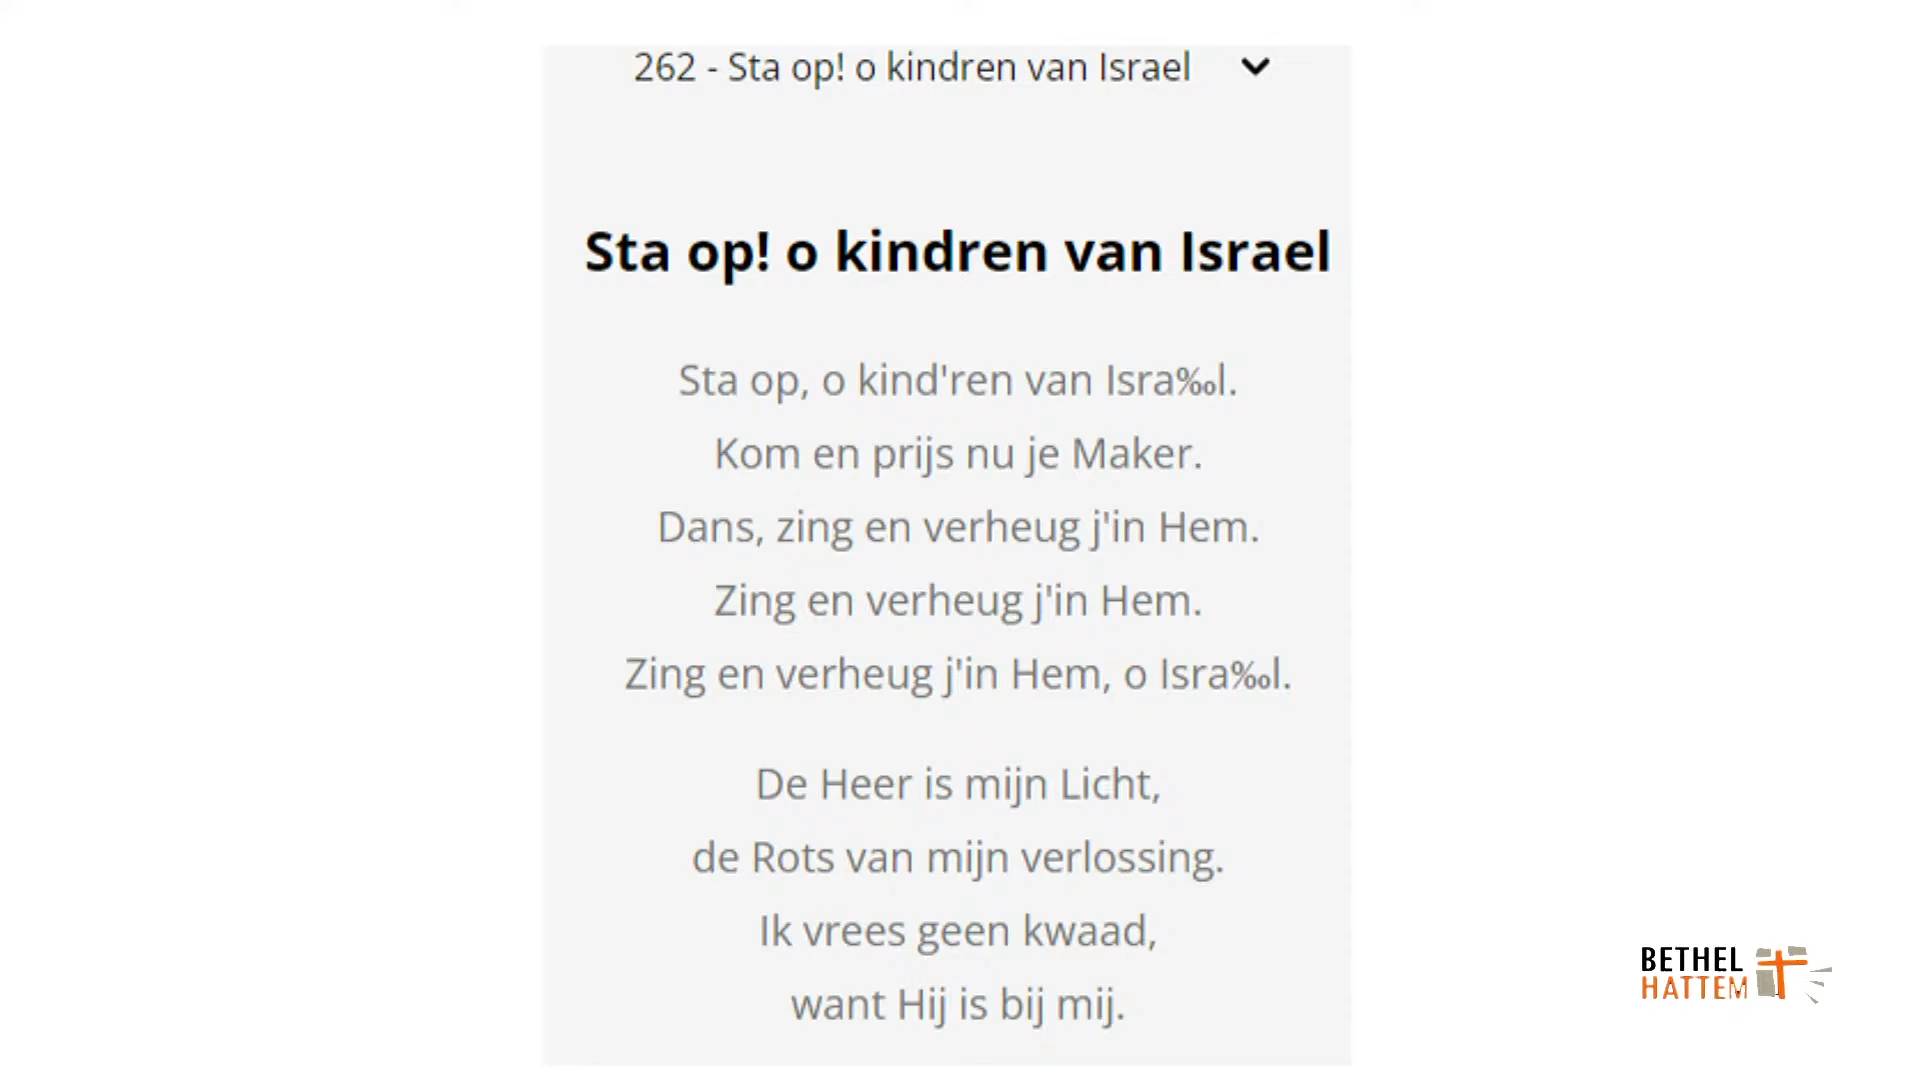 262 - Sta op! o kindren van Israel
Sta op! o kindren van Israel
Sta op, o kind'ren van Isra‰l.
Kom en prijs nu je Maker.
Dans, zing en verheug j'in Hem.
Zing en verheug j'in Hem.
Zing en verheug j'in Hem, o Isra‰l.
De Heer is mijn Licht,
de Rots van mijn verlossing.
Ik vrees geen kwaad,
want Hij is bij mij.
BETHEL
HATTEM